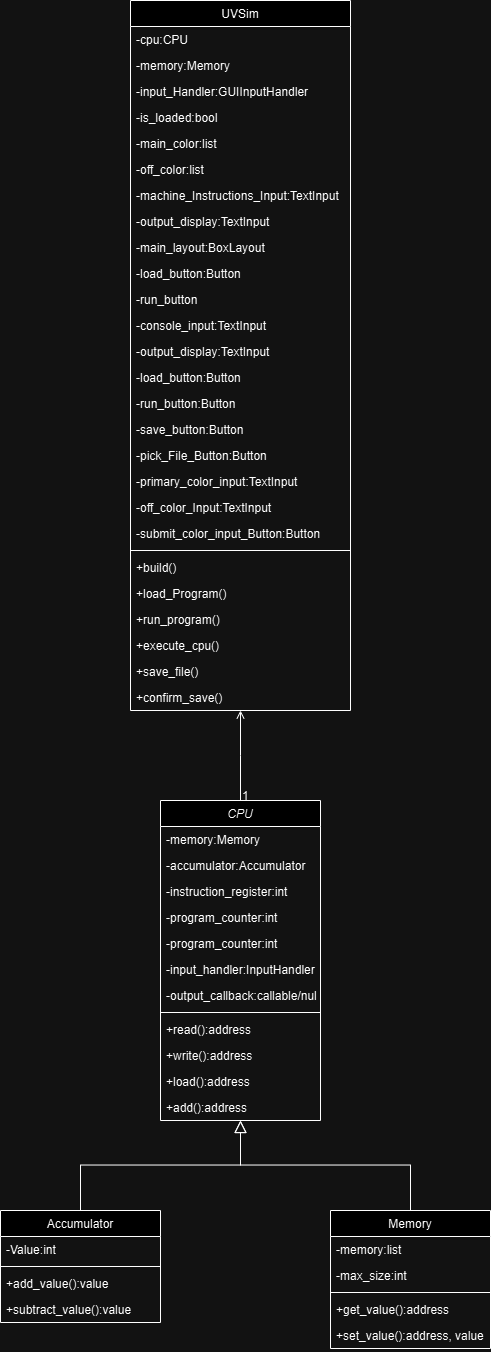 UVSim
-cpu:CPU
-memory:Memory
-input_Handler:GUIInputHandler
-is_loaded:bool
-main_color:list
-off_color:list
-machine_Instructions_Input:TextInput
-output_display:TextInput
-main_layout:BoxLayout
-load_button:Button
-run_button
-console_input:TextInput
-output_display:TextInput
-load_button:Button
-run_button:Button
-save_button:Button
-pick_File_Button:Button
-primary_color_input:TextInput
-off_color_Input:TextInput
-submit_color_input_Button:Button
+build()
+load_Program()
+run_program()
+execute_cpu()
+save_file()
+confirm_save()
1
CPU
-memory:Memory
-accumulator:Accumulator
-instruction_register:int
-program_counter:int
-program_counter:int
-input_handler:InputHandler
-output_callback:callable/nul
+read():address
+write():address
+load():address
+add():address
Accumulator
-Value:int
+add_value():value
+subtract_value():value
Memory
-memory:list
-max_size:int
+get_value():address
+set_value():address, value